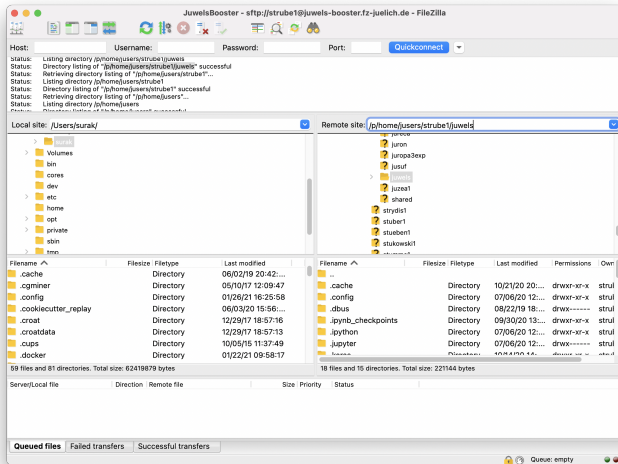 JuwelsBooster - sftp://strube1@juwels-booster.fz-juelich.de - FileZilla
Host: Username: Password: Port: Quickconnect
Status: Listing directory /p/home/jusers/strube1/juwels
Status: Directory listing of "/p/home/jusers/strube1/juwels" successful
Status: Retrieving directory listing of "/p/home/jusers/strube1"...
Status: Listing directory /p/home/jusers/strube1
Status: Directory listing of "/p/home/jusers/strube1" successful
Status: Retrieving directory listing of "/p/home/jusers"...
Status: Listing directory /p/home/jusers
Local site: /Users/surak/
Remote site: /p/home/jusers/strube1/juwels
surak
Volumes
bin
cores
dev
etc
home
opt
private
sbin
tmp
jureca
juron
juropa3exp
jusuf
juwels
juzea1
shared
strydis1
stuber1
stueben1
stukowski1
Filename Filesize Filetype Last modified
.cache Directory 06/02/19 20:42:...
.cgminer Directory 05/10/17 12:09:47
.config Directory 01/26/21 16:25:58
.cookiecutter_replay Directory 06/03/20 15:56:...
.croat Directory 12/29/17 18:57:16
.croatdata Directory 12/29/17 18:57:13
.cups Directory 10/05/15 11:37:49
.docker Directory 01/22/21 09:58:17
59 files and 81 directories. Total size: 62419879 bytes
Filename Filesize Filetype Last modified Permissions Own
..
.cache Directory 10/21/20 20:... drwxr-xr-x strul
.config Directory 07/06/20 12:... drwxr-xr-x strul
.dbus Directory 08/22/19 18:... drwx------ strul
.ipynb_checkpoints Directory 09/30/20 13:... drwxr-xr-x strul
.ipython Directory 07/06/20 12:... drwxr-xr-x strul
.jupyter Directory 07/06/20 12:... drwx------ strul
18 files and 15 directories. Total size: 221144 bytes
Server/Local file Direction Remote file Size Priority Status
Queued files Failed transfers Successful transfers
Queue: empty